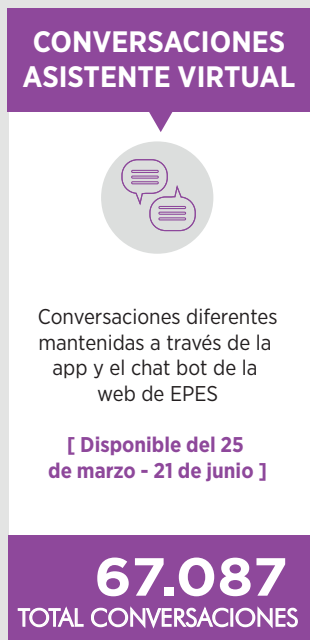 CONVERSACIONES
ASISTENTE VIRTUAL
Conversaciones diferentes
mantenidas a través de la
app y el chat bot de la
web de EPES
[ Disponible del 25
de marzo - 21 de junio ]
67.087
TOTAL CONVERSACIONES